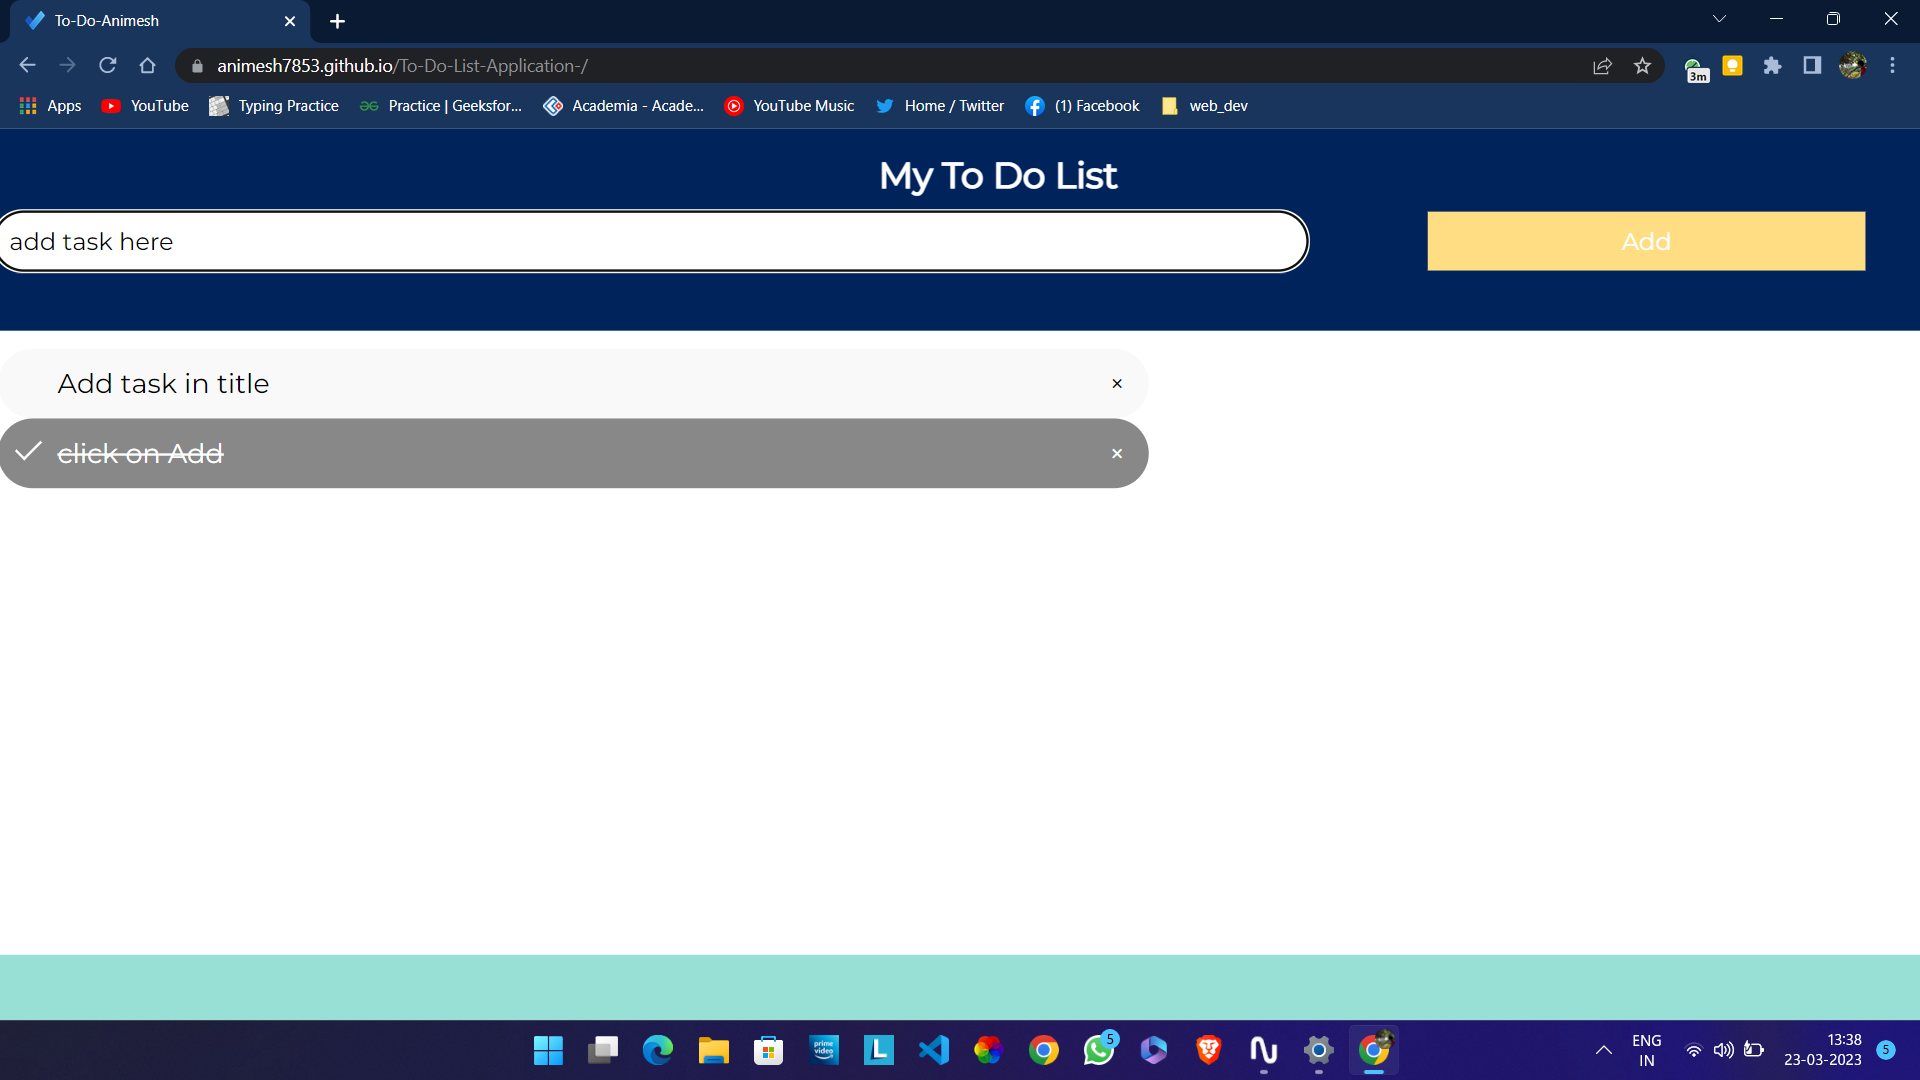 To-Do-Animesh
animesh7853.github.io/To-Do-List-Application-/
3m
Apps YouTube Typing Practice Practice | Geeksfor... Academia - Acade... YouTube Music Home / Twitter (1) Facebook web_dev
My To Do List
add task here
Add
Add task in title
click on Add
prime video
L
5
ENG
IN
13:38
23-03-2023
5